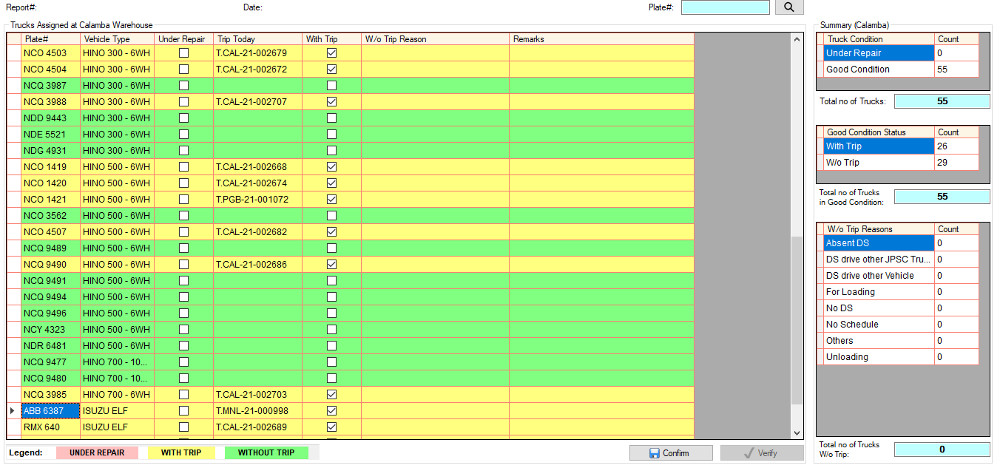 Report#: Date: Plate#:
Trucks Assigned at Calamba Warehouse
Plate# Vehicle Type Under Repair Trip Today With Trip W/o Trip Reason Remarks
NCO 4503 HINO 300 - 6WH T.CAL-21-002679
NCO 4504 HINO 300 - 6WH T.CAL-21-002672
NCQ 3987 HINO 300 - 6WH
NCQ 3988 HINO 300 - 6WH T.CAL-21-002707
NDD 9443 HINO 300 - 6WH
NDE 5521 HINO 300 - 6WH
NDG 4931 HINO 300 - 6WH
NCO 1419 HINO 500 - 6WH T.CAL-21-002668
NCO 1420 HINO 500 - 6WH T.CAL-21-002674
NCO 1421 HINO 500 - 6WH T.PGB-21-001072
NCO 3562 HINO 500 - 6WH
NCO 4507 HINO 500 - 6WH T.CAL-21-002682
NCQ 9489 HINO 500 - 6WH
NCQ 9490 HINO 500 - 6WH T.CAL-21-002686
NCQ 9491 HINO 500 - 6WH
NCQ 9494 HINO 500 - 6WH
NCQ 9496 HINO 500 - 6WH
NCY 4323 HINO 500 - 6WH
NDR 6481 HINO 500 - 6WH
NCQ 9477 HINO 700 - 10...
NCQ 9480 HINO 700 - 10...
NCQ 3985 HINO 700 - 6WH T.CAL-21-002703
ABB 6387 ISUZU ELF T.MNL-21-000998
RMX 640 ISUZU ELF T.CAL-21-002689
Legend: UNDER REPAIR WITH TRIP WITHOUT TRIP Confirm Verify
Summary (Calamba)
Truck Condition Count
Under Repair 0
Good Condition 55
Total no of Trucks: 55
Good Condition Status Count
With Trip 26
W/o Trip 29
Total no of Trucks
in Good Condition: 55
W/o Trip Reasons Count
Absent DS 0
DS drive other JPSC Tru... 0
DS drive other Vehicle 0
For Loading 0
No DS 0
No Schedule 0
Others 0
Unloading 0
Total no of Trucks
W/o Trip: 0